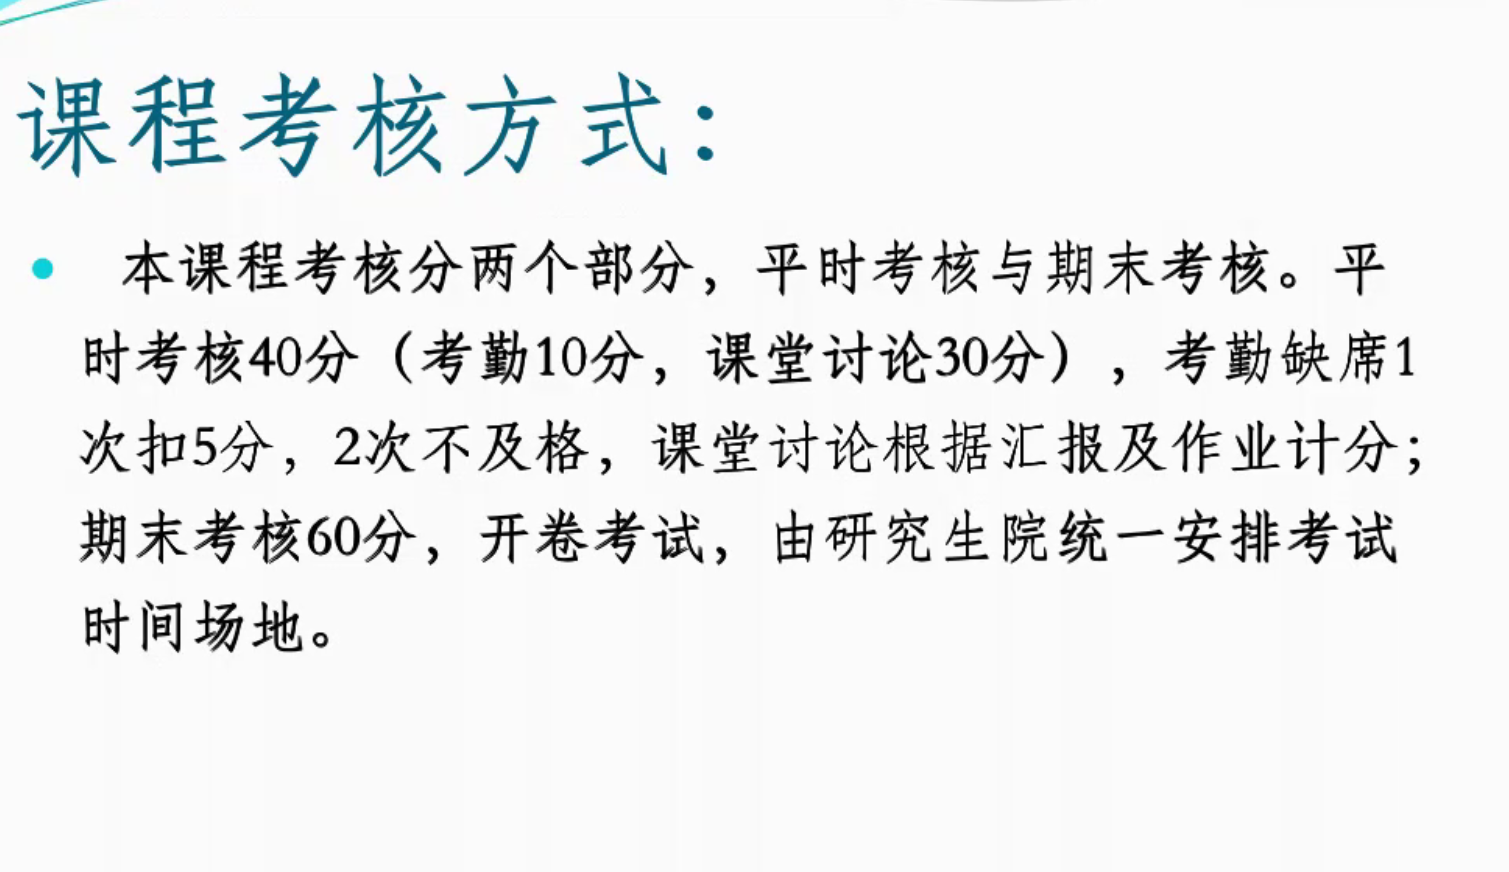 课程考核方式：
本课程考核分两个部分，平时考核与期末考核。平
时考核40分（考勤10分，课堂讨论30分），考勤缺席1
次扣5分，2次不及格，课堂讨论根据汇报及作业计分；
期末考核60分，开卷考试，由研究生院统一安排考试
时间场地。